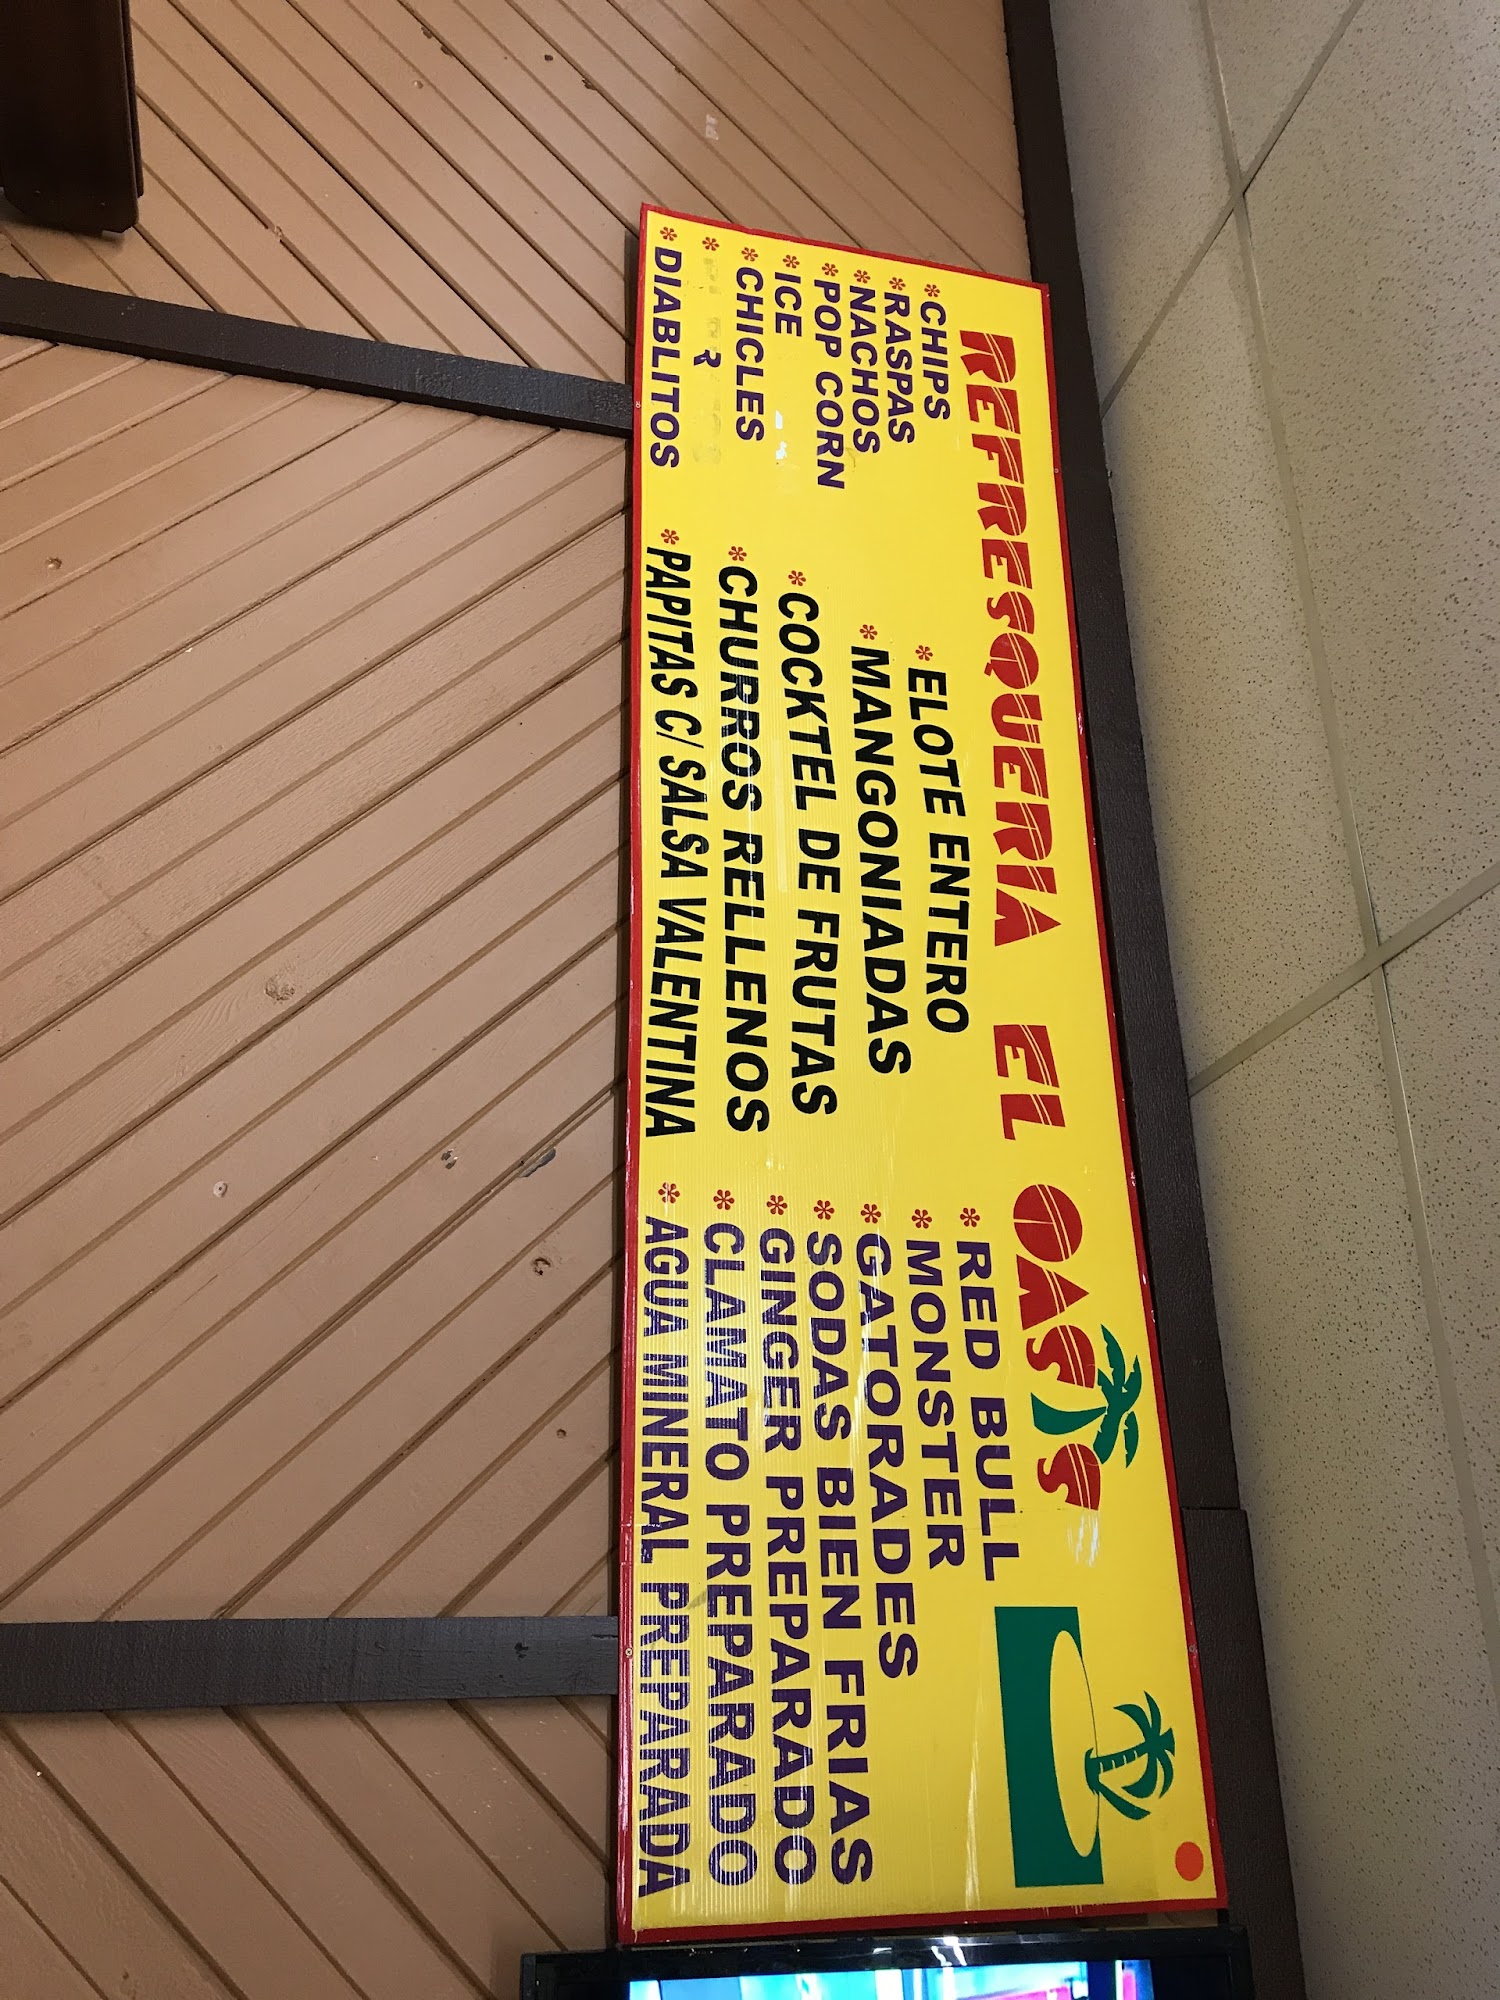 REFRESQUERIA EL OASIS
* CHIPS
* RASPAS
* NACHOS
* POP CORN
* ICE
* CHICLES
*
* DIABLITOS
* ELOTE ENTERO
* MANGONIADAS
* COCKTEL DE FRUTAS
* CHURROS RELLENOS
* PAPITAS C/ SALSA VALENTINA
* RED BULL
* MONSTER
* GATORADES
* SODAS BIEN FRIAS
* GINGER PREPARADO
* CLAMATO PREPARADO
* AGUA MINERAL PREPARADA